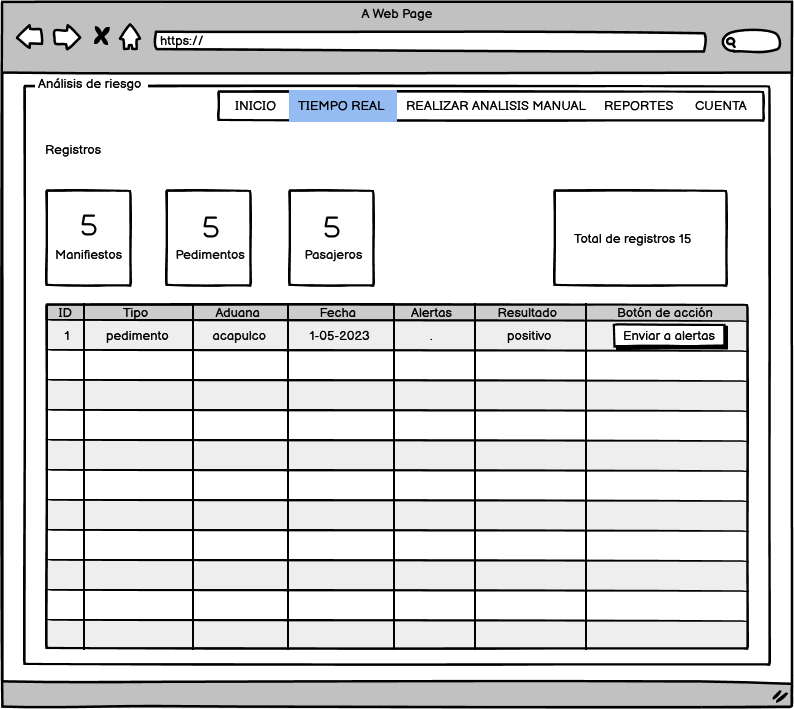 A Web Page
https://
Análisis de riesgo
INICIO TIEMPO REAL REALIZAR ANALISIS MANUAL REPORTES CUENTA
Registros
5 5 5
Manifiestos Pedimentos Pasajeros
Total de registros 15
ID Tipo Aduana Fecha Alertas Resultado Botón de acción
1 pedimento acapulco 1-05-2023 . positivo Enviar a alertas